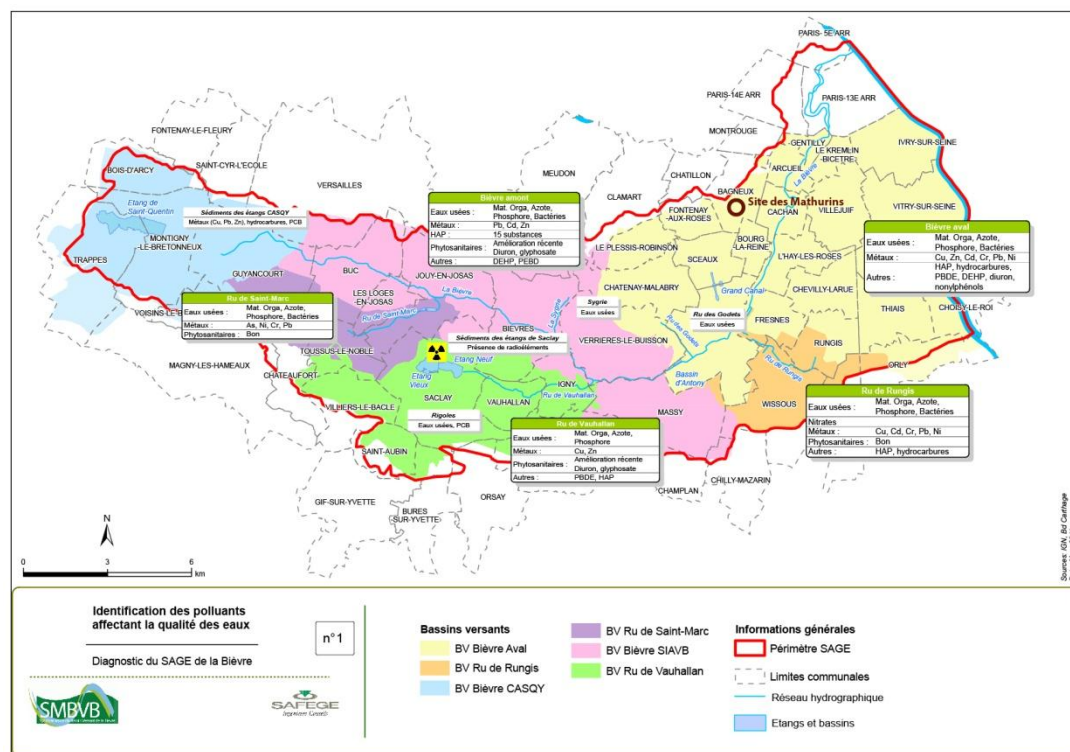 PARIS- 5E ARR
PARIS-14E ARR
PARIS-13E ARR
MONTROUGE
FONTENAY-LE-FLEURY
SAINT-CYR-L'ECOLE
BOIS-D'ARCY
VERSAILLES
MEUDON
CLAMART
CHATILLON
BAGNEUX
GENTILLY
LE KREMLIN
-BICETRE
IVRY-SUR-SEINE
ARCUEIL
La Bièvre
Site des Mathurins
FONTENAY
-AUX-ROSES
CACHAN
VILLEJUIF
VITRY-SUR-SEINE
Etang de
Saint-Quentin
Sédiments des étangs CASQY
Métaux (Cu, Pb, Zn), hydrocarbures, PCB
MONTIGNY
-LE-BRETONNEUX
TRAPPES
GUYANCOURT
BUC
JOUY-EN-JOSAS
Bièvre amont
Eaux usées :
Mat. Orga, Azote,
Phosphore, Bactéries
Métaux :
Pb, Cd, Zn
HAP :
15 substances
Phytosanitaires :
Amélioration récente
Diuron, glyphosate
Autres :
DEHP, PEBD
LE PLESSIS-ROBINSON
BOURG
-LA-REINE
SCEAUX
L'HAY-LES-ROSES
CHATENAY-MALABRY
Grand Canal
CHEVILLY-LARUE
Bièvre aval
Eaux usées :
Mat. Orga, Azote,
Phosphore, Bactéries
Métaux :
Cu, Zn, Cd, Cr, Pb, Ni
Autres :
HAP, hydrocarbures,
PBDE, DEHP, diuron,
nonylphénols
THIAIS
CHOISY-LE-ROI
VOISINS-LE-B
Ru de Saint-Marc
Eaux usées :
Mat. Orga, Azote,
Phosphore, Bactéries
Métaux :
As, Ni, Cr, Pb
Phytosanitaires :
Bon
LES LOGES
-EN-JOSAS
Ru de Saint-Marc
La Bièvre
La Sygrie
Sygrie
Eaux usées
Ru des Godets
Eaux usées
BIEVRES
VERRIERES-LE-BUISSON
Ru des Godets
FRESNES
RUNGIS
ORLY
Ru de Rungis
Bassin
d'Antony
WISSOUS
TOUSSUS-LE-NOBLE
Sédiments des étangs de Saclay
Présence de radioéléments
MAGNY-LES-HAMEAUX
CHATEAUFORT
Etang Neuf
Etang
Vieux
IGNY
Ru de Vauhallan
SACLAY
VAUHALLAN
VILLIERS-LE-BACLE
Rigoles
Eaux usées, PCB
MASSY
Ru de Vauhallan
Eaux usées :
Mat. Orga, Azote,
Phosphore
Métaux :
Cu, Zn
Phytosanitaires :
Amélioration récente
Diuron, glyphosate
Autres :
PBDE, HAP
Ru de Rungis
Eaux usées :
Mat. Orga, Azote,
Phosphore, Bactéries
Nitrates
Métaux :
Cu, Cd, Cr, Pb, Ni
Phytosanitaires :
Bon
Autres :
HAP, hydrocarbures
SAINT-AUBIN
GIF-SUR-YVETTE
BURES
-SUR-YVETTE
ORSAY
CHAMPLAN
CHILLY-MAZARIN
N
0 3 6
km
Sources: IGN, Bd Carthage
Identification des polluants
affectant la qualité des eaux
n°1
Diagnostic du SAGE de la Bièvre
SMBVB
SAFEGE
Ingénieurs Conseils
Bassins versants
BV Bièvre Aval
BV Ru de Rungis
BV Bièvre CASQY
BV Ru de Saint-Marc
BV Bièvre SIAVB
BV Ru de Vauhallan
Informations générales
Périmètre SAGE
Limites communales
Réseau hydrographique
Etangs et bassins